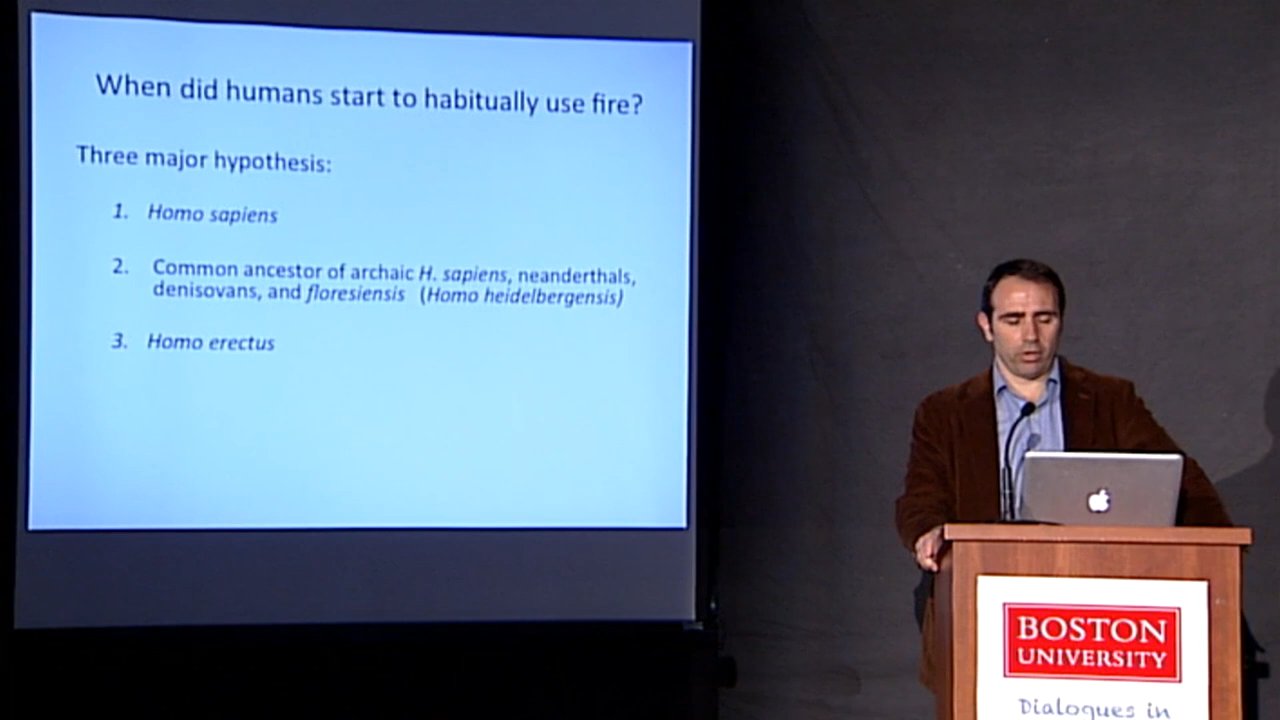 When did humans start to habitually use fire?
Three major hypothesis:
1. Homo sapiens
2. Common ancestor of archaic H. sapiens, neanderthals,
denisovans, and floresiensis (Homo heidelbergensis)
3. Homo erectus
BOSTON
UNIVERSITY
Dialogues in